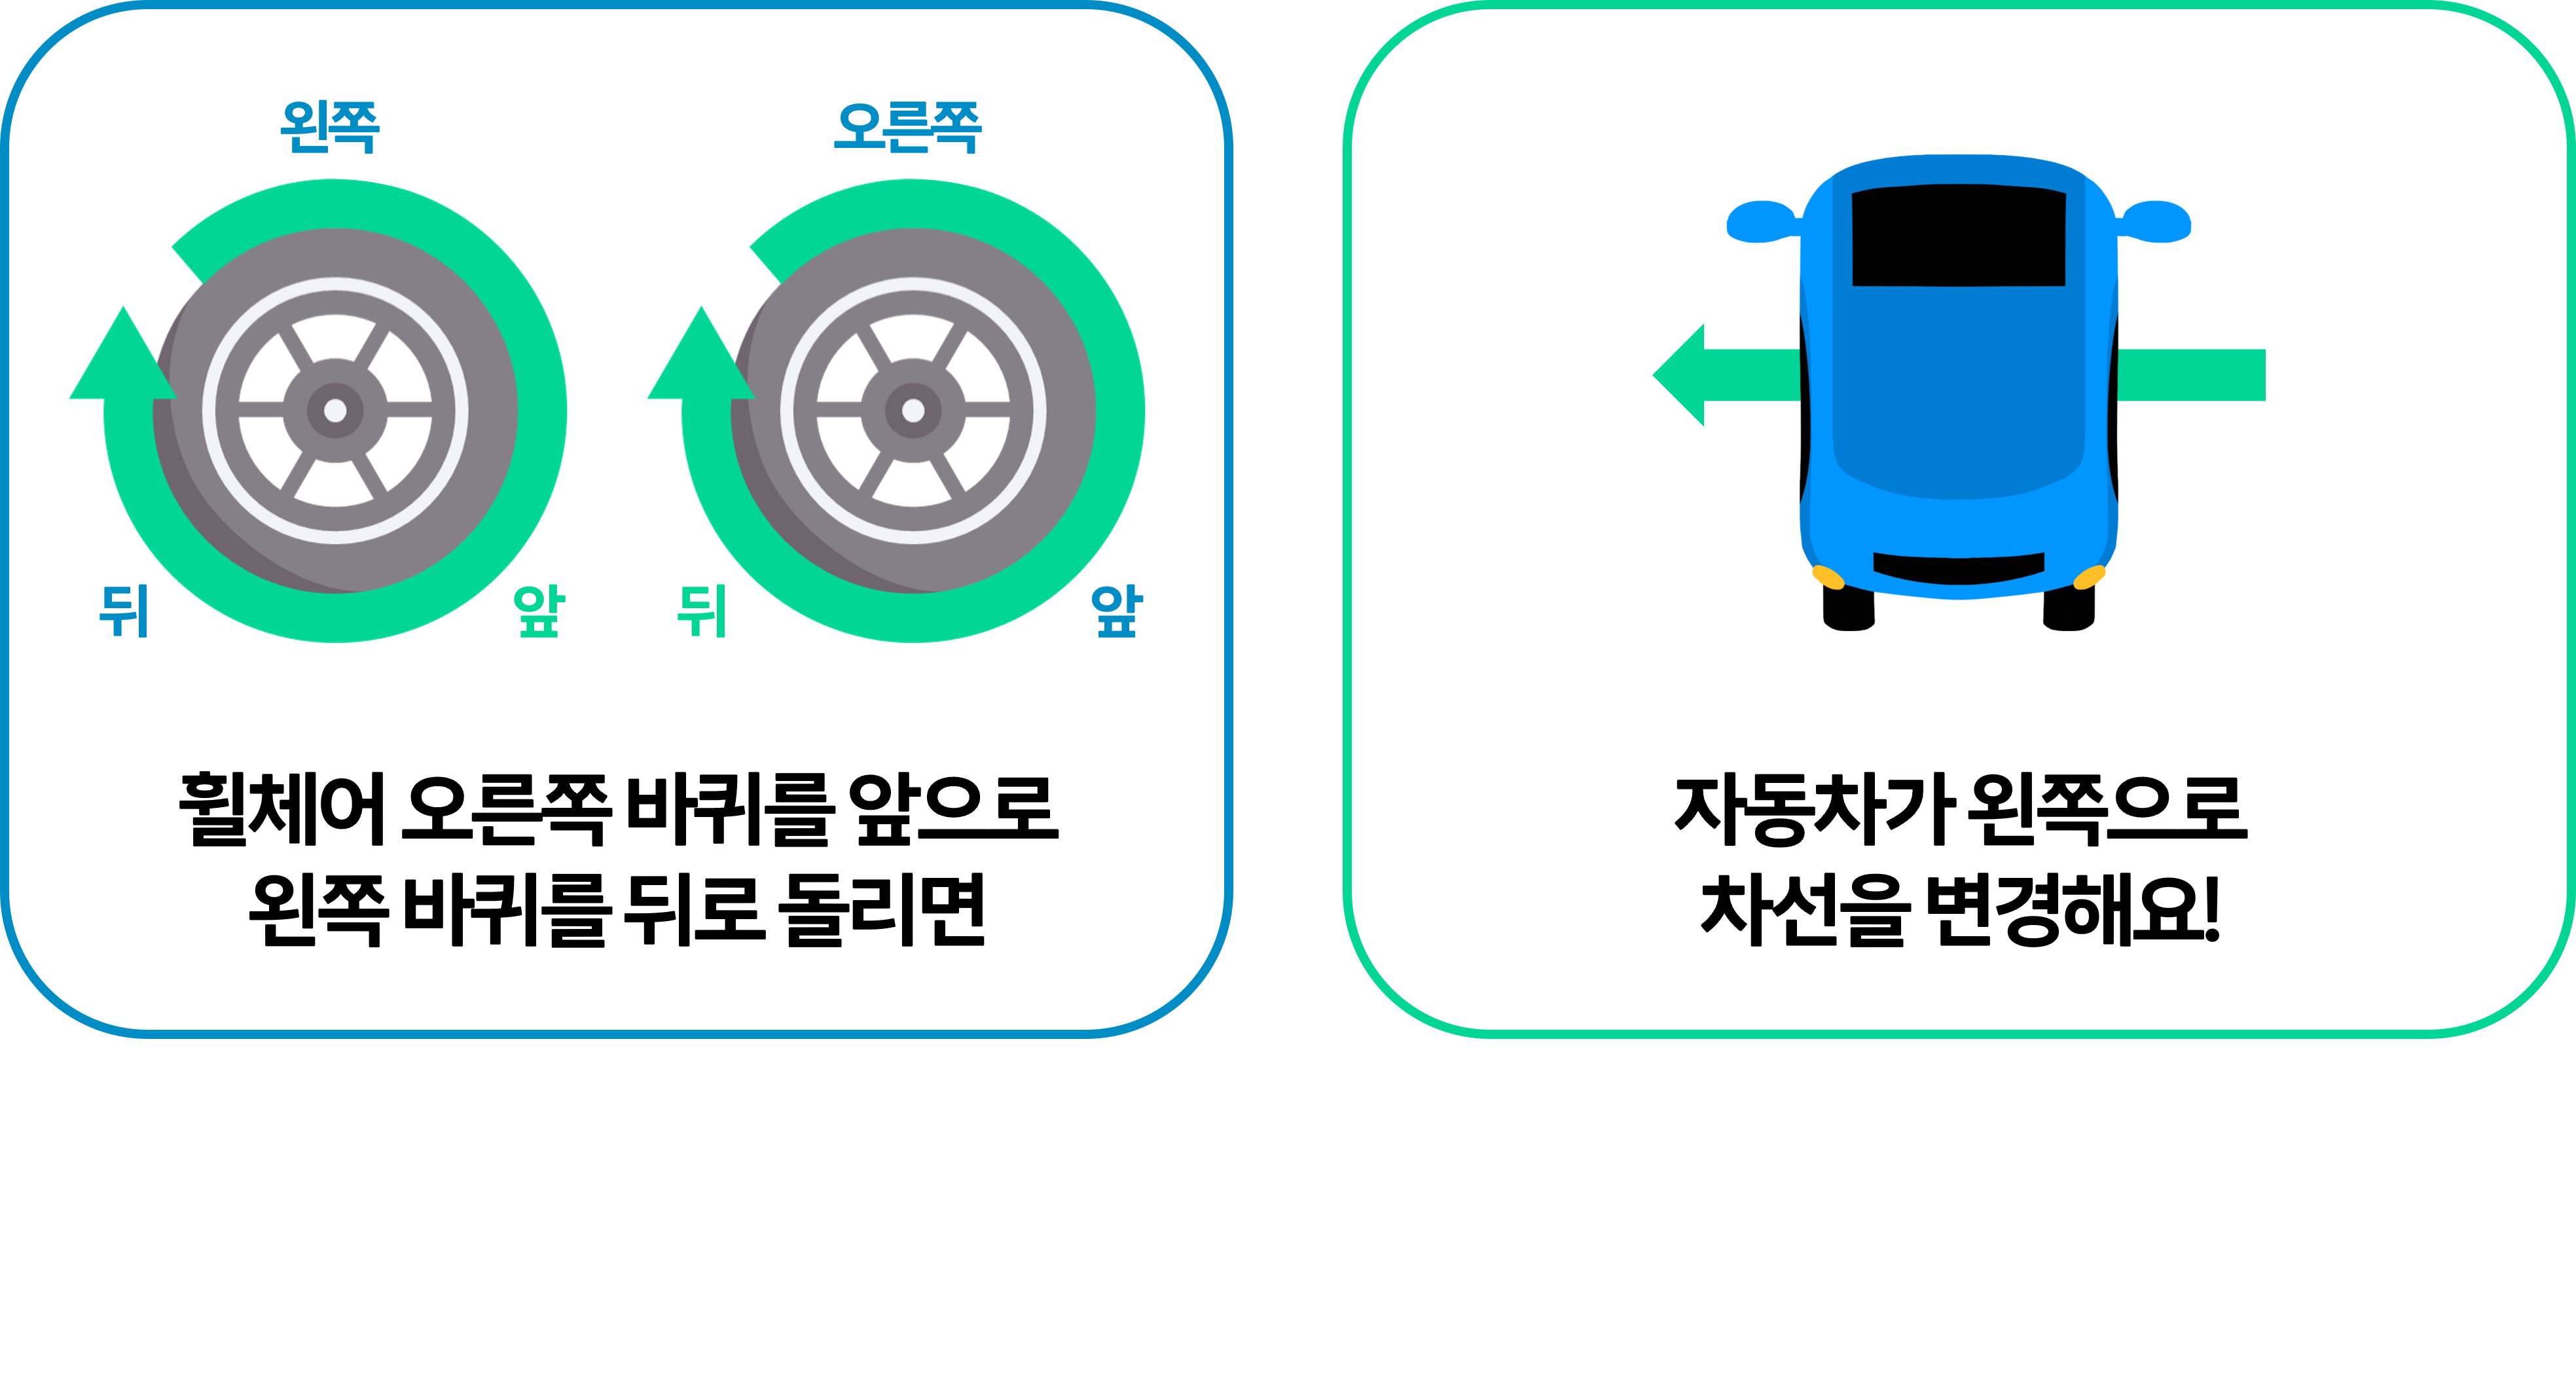 왼쪽
오른쪽
뒤
앞
뒤
앞
휠체어 오른쪽 바퀴를 앞으로
왼쪽 바퀴를 뒤로 돌리면
자동차가 왼쪽으로
차선을 변경해요!